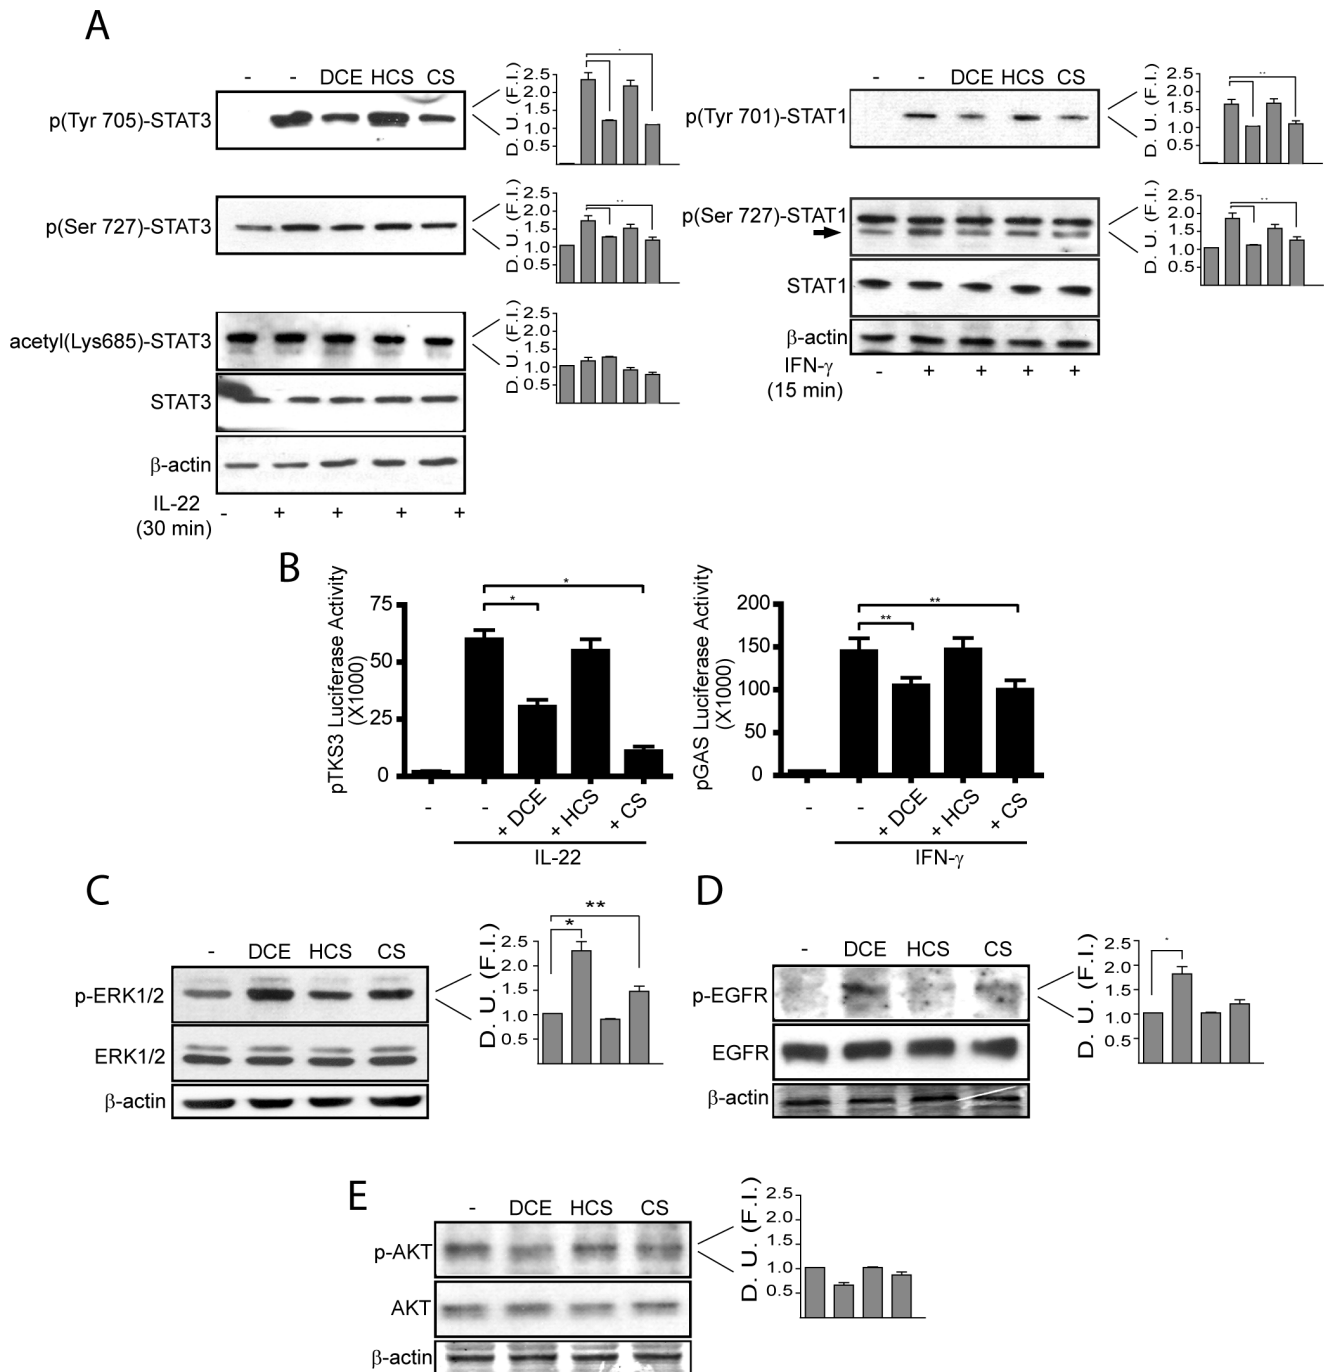 A
- - DCE HCS CS
p(Tyr 705)-STAT3
D. U. (F.I.)
2.5
2.0
1.5
1.0
0.5
*
p(Ser 727)-STAT3
D. U. (F.I.)
2.5
2.0
1.5
1.0
0.5
**
acetyl(Lys685)-STAT3
D. U. (F.I.)
2.5
2.0
1.5
1.0
0.5
STAT3
β-actin
IL-22
(30 min)
- + + + +
- - DCE HCS CS
p(Tyr 701)-STAT1
D. U. (F.I.)
2.5
2.0
1.5
1.0
0.5
**
p(Ser 727)-STAT1
D. U. (F.I.)
2.5
2.0
1.5
1.0
0.5
**
STAT1
β-actin
IFN-γ
(15 min)
- + + + +
B
pTKS3 Luciferase Activity
(X1000)
75
50
25
0
*
*
- - + DCE + HCS + CS
IL-22
pGAS Luciferase Activity
(X1000)
200
150
100
50
0
**
**
- - + DCE + HCS + CS
IFN-γ
C
- DCE HCS CS
p-ERK1/2
ERK1/2
β-actin
D. U. (F.I.)
2.5
2.0
1.5
1.0
0.5
**
*
D
- DCE HCS CS
p-EGFR
EGFR
β-actin
D. U. (F.I.)
2.5
2.0
1.5
1.0
0.5
*
E
- DCE HCS CS
p-AKT
AKT
β-actin
D. U. (F.I.)
2.5
2.0
1.0
0.5